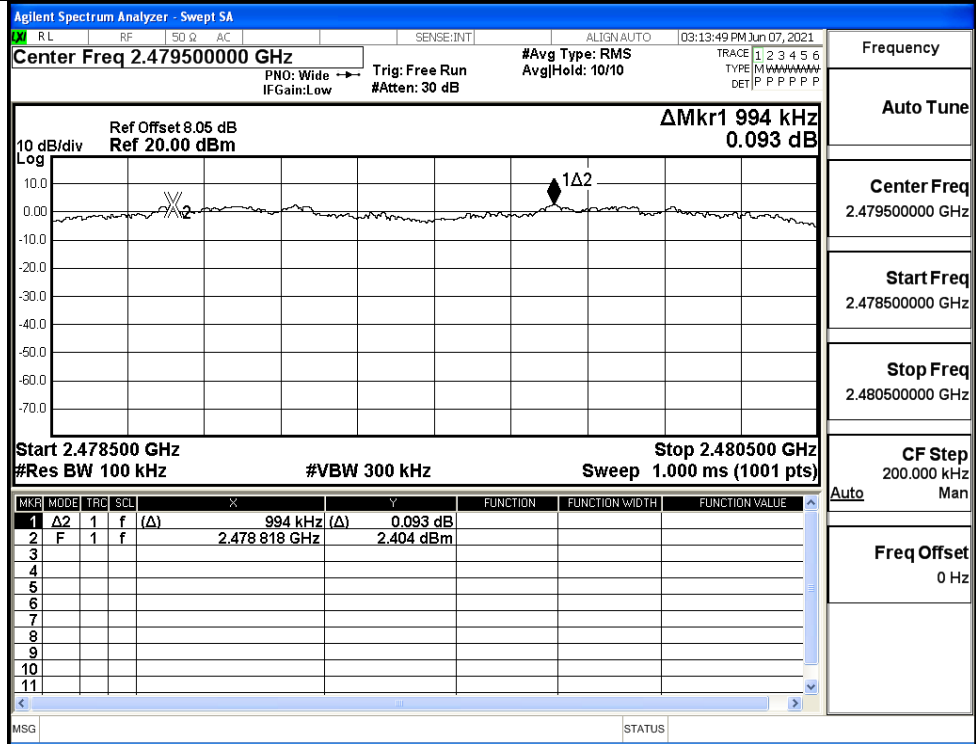 Agilent Spectrum Analyzer - Swept SA
LXI RL RF 50 Ω AC SENSE:INT ALIGN AUTO 03:13:49 PM Jun 07, 2021
Center Freq 2.479500000 GHz
PNO: Wide
IFGain:Low
Trig: Free Run
#Atten: 30 dB
#Avg Type: RMS
Avg|Hold: 10/10
TRACE 1 2 3 4 5 6
TYPE M WWWWW
DET P P P P P P
ΔMkr1 994 kHz
0.093 dB
Ref Offset 8.05 dB
10 dB/div Ref 20.00 dBm
Log
10.0
0.00
-10.0
-20.0
-30.0
-40.0
-50.0
-60.0
-70.0
2
1Δ2
Start 2.478500 GHz Stop 2.480500 GHz
#Res BW 100 kHz #VBW 300 kHz Sweep 1.000 ms (1001 pts)
MKR MODE TRC SCL X Y FUNCTION FUNCTION WIDTH FUNCTION VALUE
1 Δ2 1 f (Δ) 994 kHz (Δ) 0.093 dB
2 F 1 f 2.478 818 GHz 2.404 dBm
3
4
5
6
7
8
9
10
11
MSG STATUS
Frequency
Auto Tune
Center Freq
2.479500000 GHz
Start Freq
2.478500000 GHz
Stop Freq
2.480500000 GHz
CF Step
200.000 kHz
Auto Man
Freq Offset
0 Hz